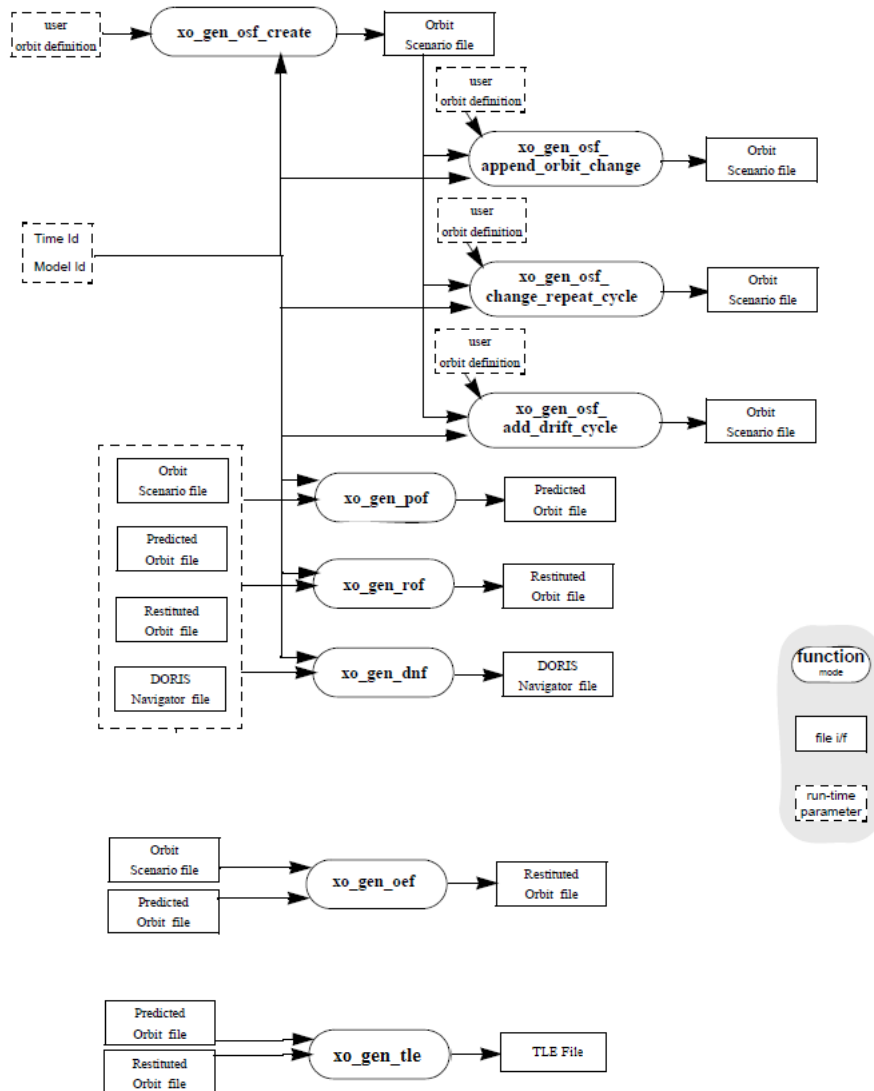 user
orbit definition
xo_gen_osf_create
Orbit
Scenario file
user
orbit definition
xo_gen_osf_
append_orbit_change
Orbit
Scenario file
Time Id
Model Id
user
orbit definition
xo_gen_osf_
change_repeat_cycle
Orbit
Scenario file
user
orbit definition
xo_gen_osf_
add_drift_cycle
Orbit
Scenario file
Orbit
Scenario file
xo_gen_pof
Predicted
Orbit file
Predicted
Orbit file
xo_gen_rof
Restituted
Orbit file
Restituted
Orbit file
DORIS
Navigator file
xo_gen_dnf
DORIS
Navigator file
function
mode
file i/f
run-time
parameter
Orbit
Scenario file
Predicted
Orbit file
xo_gen_oef
Restituted
Orbit file
Predicted
Orbit file
Restituted
Orbit file
xo_gen_tle
TLE File